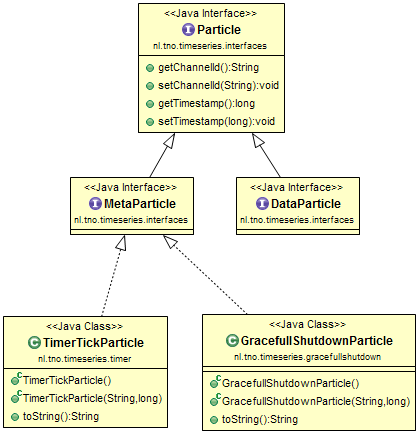 <<Java Interface>>
I Particle
nl.tno.timeseries.interfaces
getChannelId():String
setChannelId(String):void
getTimestamp():long
setTimestamp(long):void
<<Java Interface>>
I MetaParticle
nl.tno.timeseries.interfaces
<<Java Interface>>
I DataParticle
nl.tno.timeseries.interfaces
<<Java Class>>
C TimerTickParticle
nl.tno.timeseries.timer
C TimerTickParticle()
C TimerTickParticle(String,long)
toString():String
<<Java Class>>
C GracefullShutdownParticle
nl.tno.timeseries.gracefullshutdown
C GracefullShutdownParticle()
C GracefullShutdownParticle(String,long)
toString():String